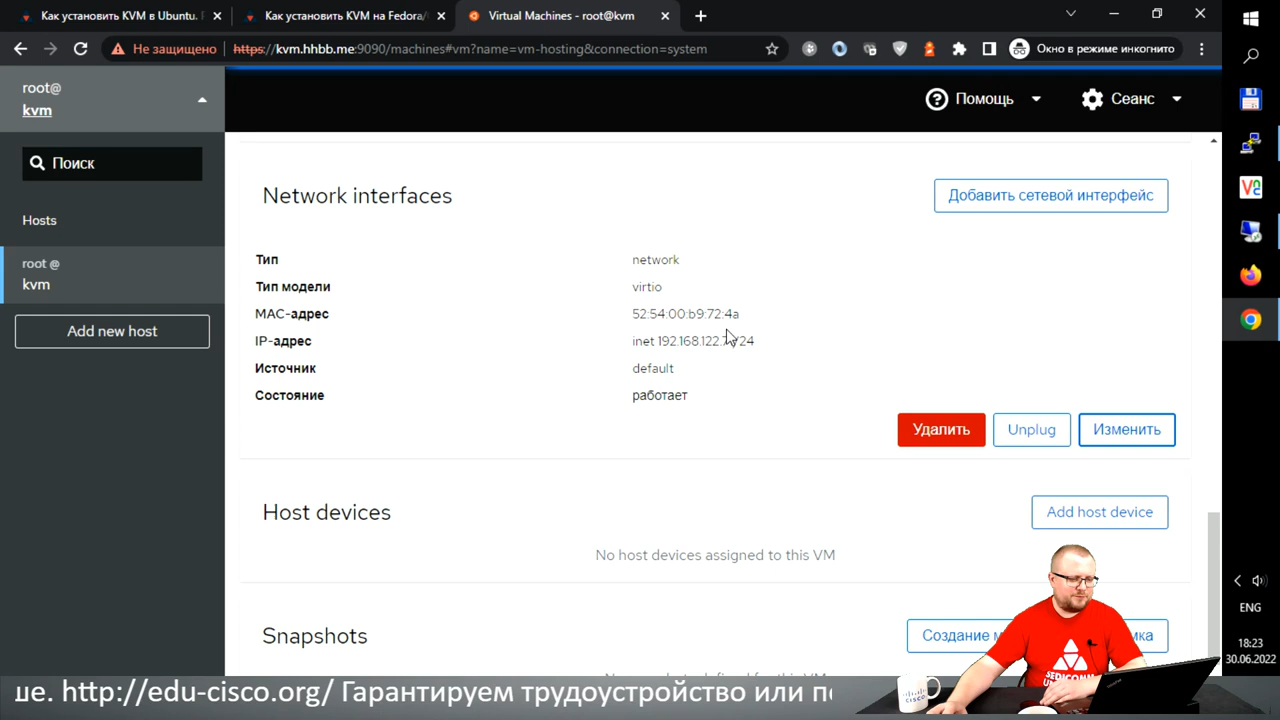 Как установить KVM в Ubuntu.
Как установить KVM на Fedora/
Virtual Machines - root@kvm
Не защищено
https://kvm.hhbb.me:9090/machines#vm?name=vm-hosting&connection=system
Окно в режиме инкогнито
root@
kvm
Помощь
Сеанс
Поиск
Hosts
root @
kvm
Add new host
Network interfaces
Добавить сетевой интерфейс
Тип
network
Тип модели
virtio
MAC-адрес
52:54:00:b9:72:4a
IP-адрес
inet 192.168.122.
24
Источник
default
Состояние
работает
Удалить
Unplug
Изменить
Host devices
Add host device
No host devices assigned to this VM
Snapshots
Создание
ENG
18:23
30.06.2022
SEDICOMM
CISCO
ше. http://edu-cisco.org/ Гарантируем трудоустройство или